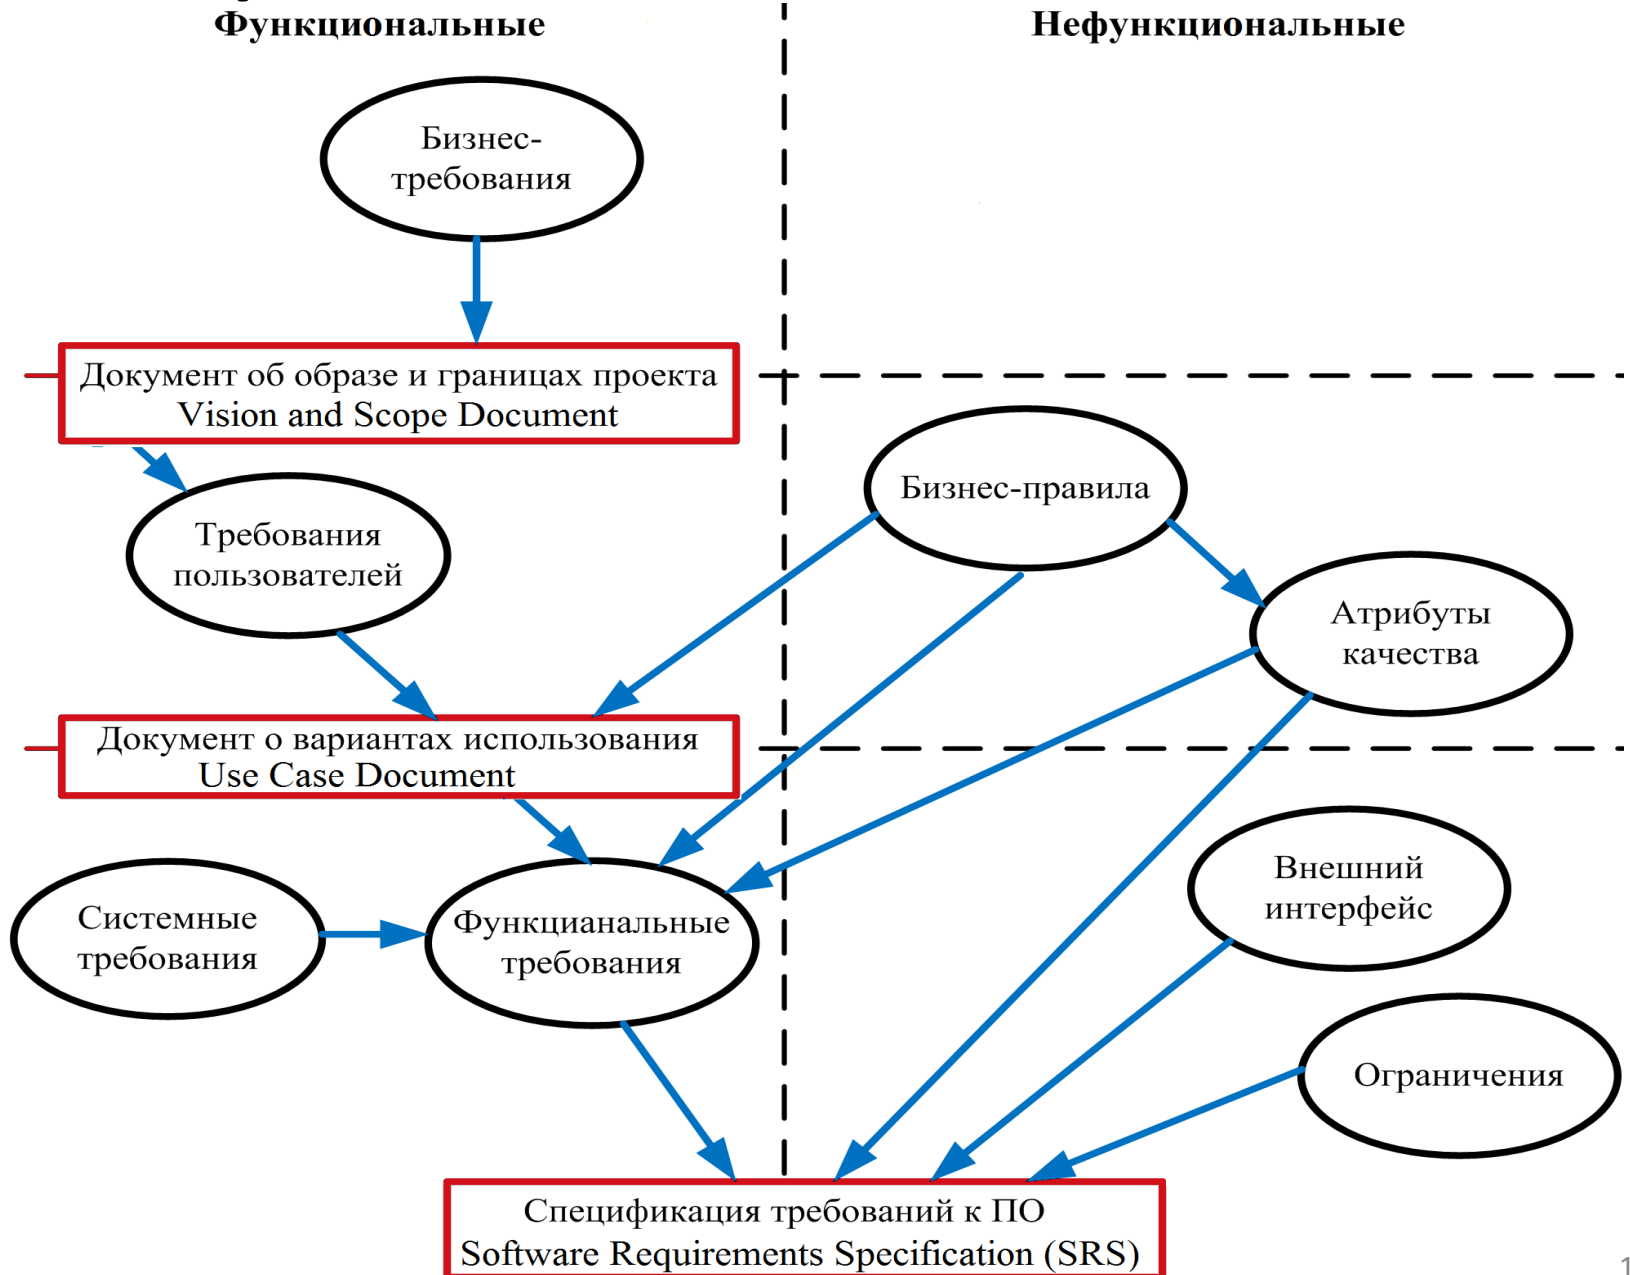 Функциональные
Нефункциональные
Бизнес-
требования
Документ об образе и границах проекта
Vision and Scope Document
Бизнес-правила
Требования
пользователей
Атрибуты
качества
Документ о вариантах использования
Use Case Document
Внешний
интерфейс
Системные
требования
Функцианальные
требования
Ограничения
Спецификация требований к ПО
Software Requirements Specification (SRS)
1